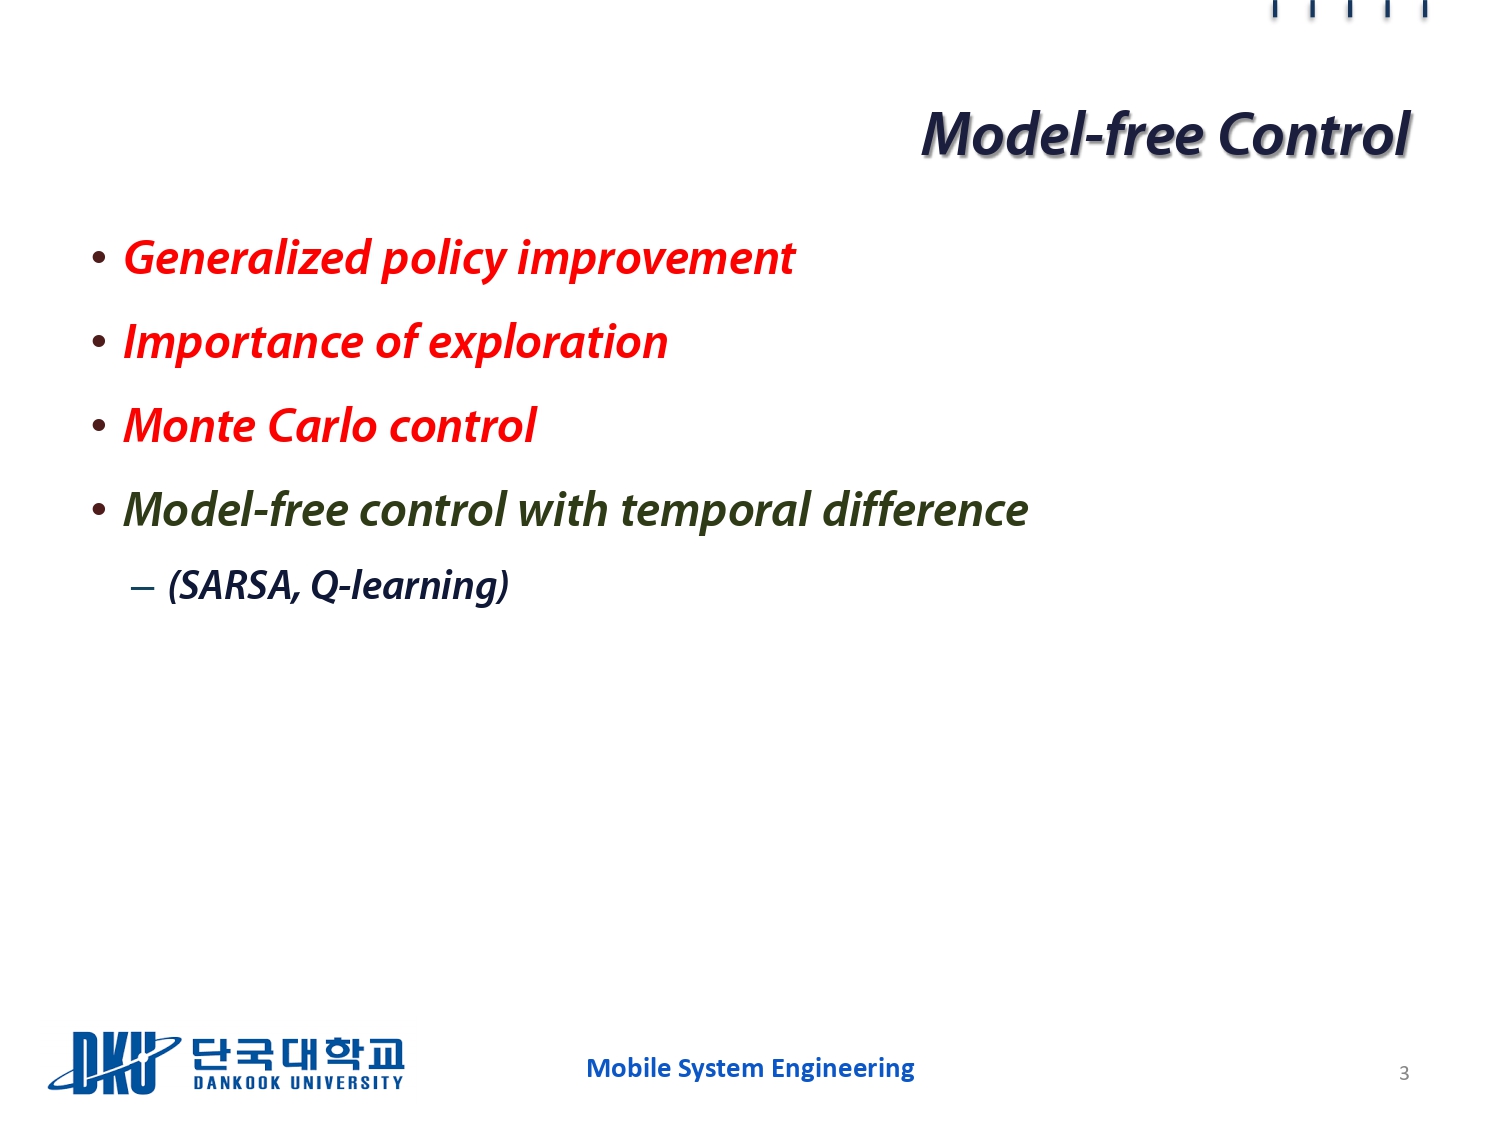 Model-free Control
• Generalized policy improvement
• Importance of exploration
• Monte Carlo control
• Model-free control with temporal difference
– (SARSA, Q-learning)
DKU 단국대학교
DANKOOK UNIVERSITY
Mobile System Engineering
3